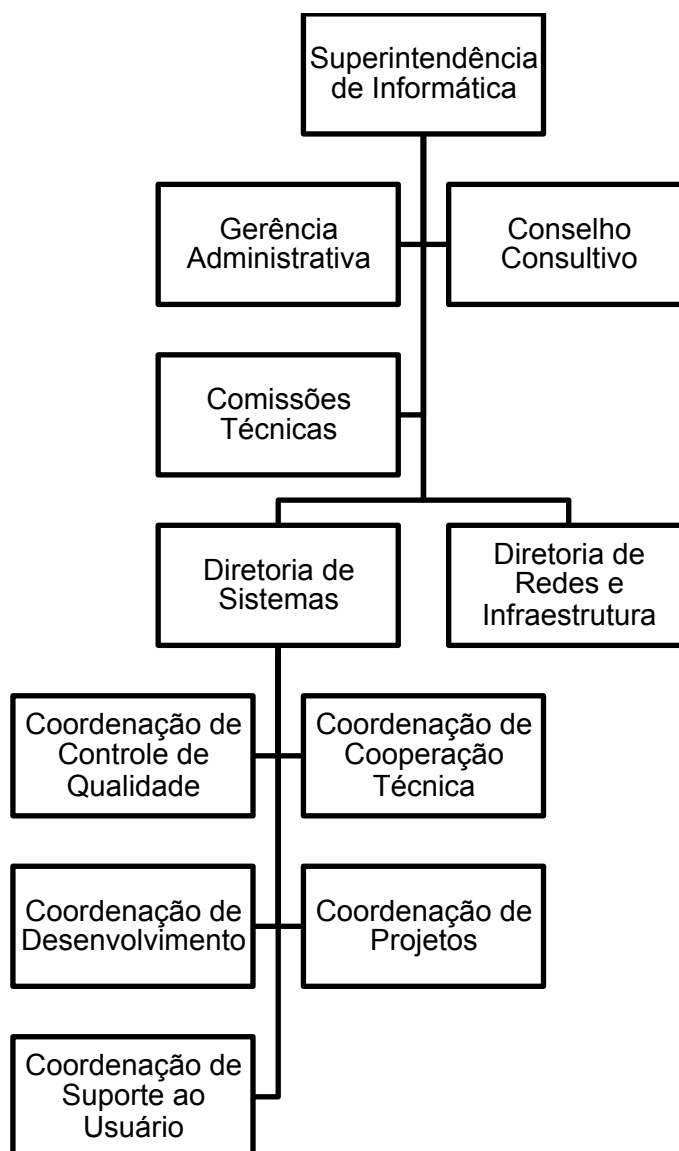 Superintendência
de Informática
Gerência
Administrativa
Conselho
Consultivo
Comissões
Técnicas
Diretoria de
Sistemas
Diretoria de
Redes e
Infraestrutura
Coordenação de
Controle de
Qualidade
Coordenação de
Cooperação
Técnica
Coordenação de
Desenvolvimento
Coordenação de
Projetos
Coordenação de
Suporte ao
Usuário